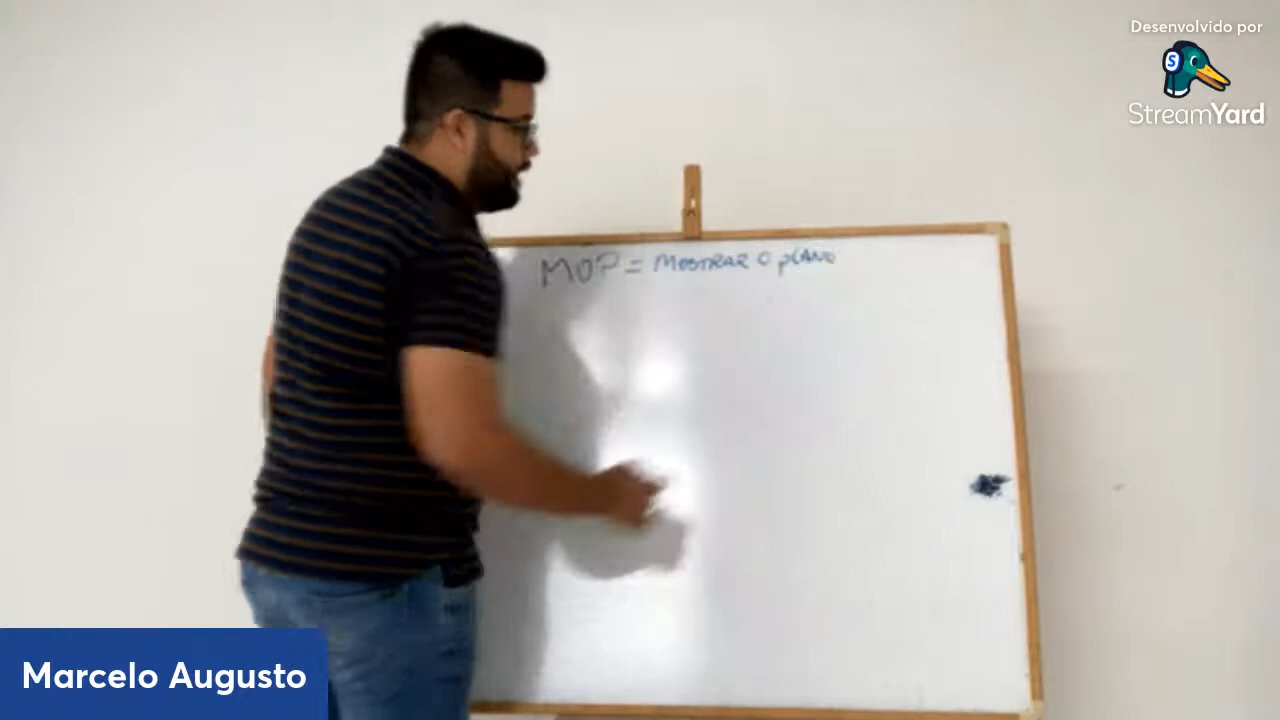 Desenvolvido por
StreamYard
MOP = MOSTRAR O PLANO
Marcelo Augusto